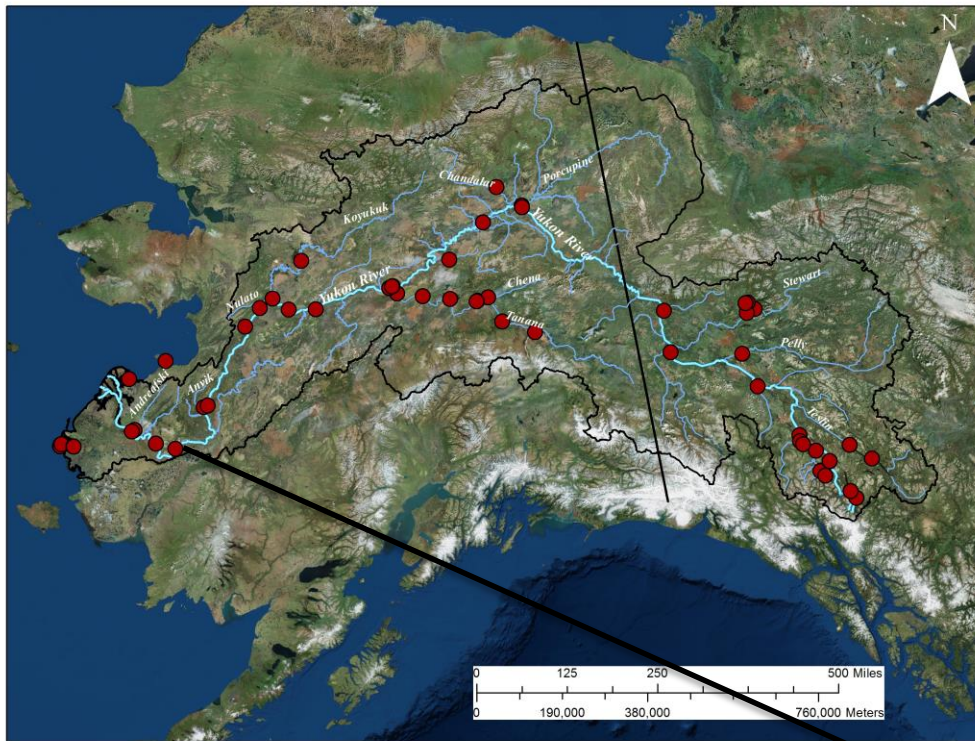 N
Chandalar
Porcupine
Koyukuk
Yukon River
Stewart
Nulato
Yukon River
Chena
Tanana
Pelly
Andreafski
Anvik
Teslin
0 125 250 500 Miles
0 190,000 380,000 760,000 Meters